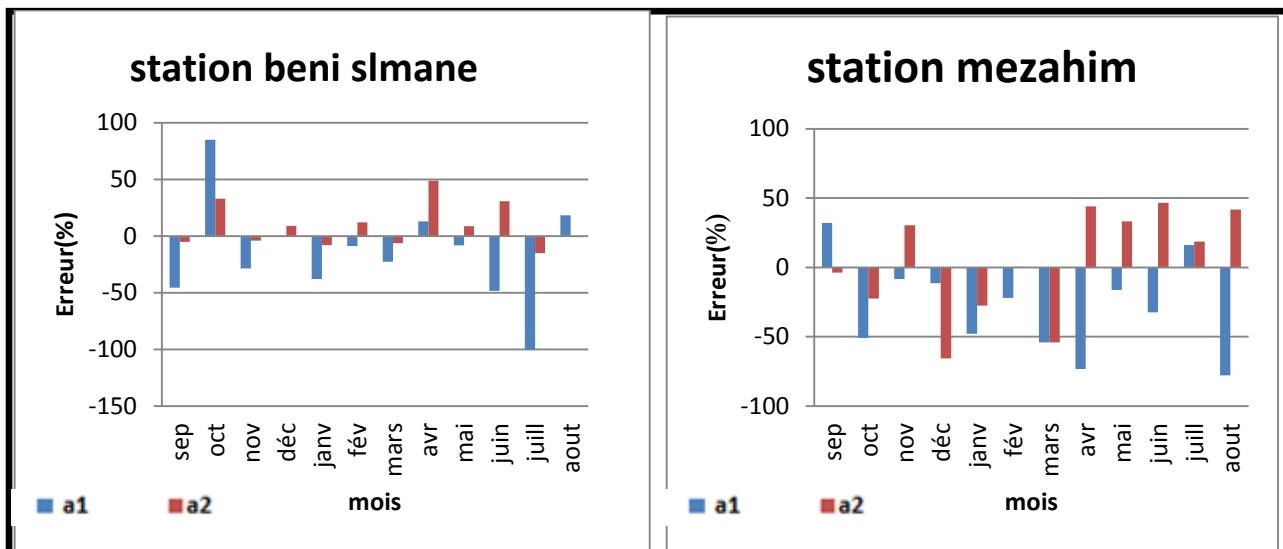 station beni slmane
100
50
0
-50
-100
-150
Erreur(%)
sep
oct
nov
déc
janv
fév
mars
avr
mai
juin
juill
aout
mois
a1
a2
station mezahim
100
50
0
-50
-100
Erreur(%)
sep
oct
nov
déc
janv
fév
mars
avr
mai
juin
juill
aout
mois
a1
a2